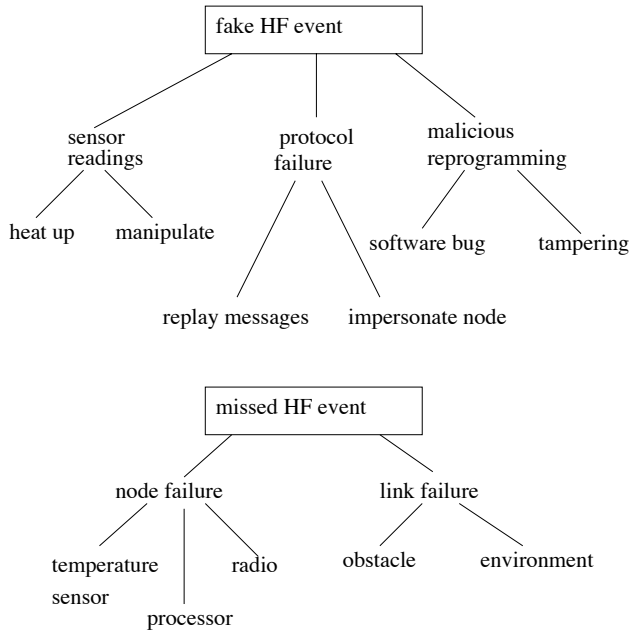 fake HF event
sensor
readings
protocol
failure
malicious
reprogramming
heat up
manipulate
software bug
tampering
replay messages
impersonate node
missed HF event
node failure
link failure
temperature
sensor
processor
radio
obstacle
environment